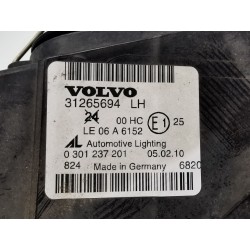 VOLVO
31265694 LH
24 00 HC E1 25
LE 06 A 6152
AL Automotive Lighting
0 301 237 201 05.02.10
824 Made in Germany 6820